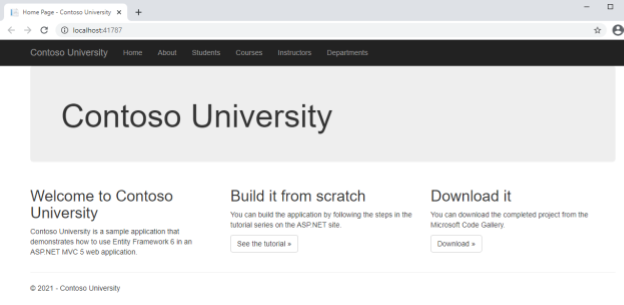 Home Page - Contoso University
localhost:41787
Contoso University Home About Students Courses Instructors Departments
Contoso University
Welcome to Contoso
University
Contoso University is a sample application that
demonstrates how to use Entity Framework 6 in an
ASP.NET MVC 5 web application.
Build it from scratch
You can build the application by following the steps in the
tutorial series on the ASP.NET site.
See the tutorial »
Download it
You can download the completed project from the
Microsoft Code Gallery.
Download »
© 2021 - Contoso University